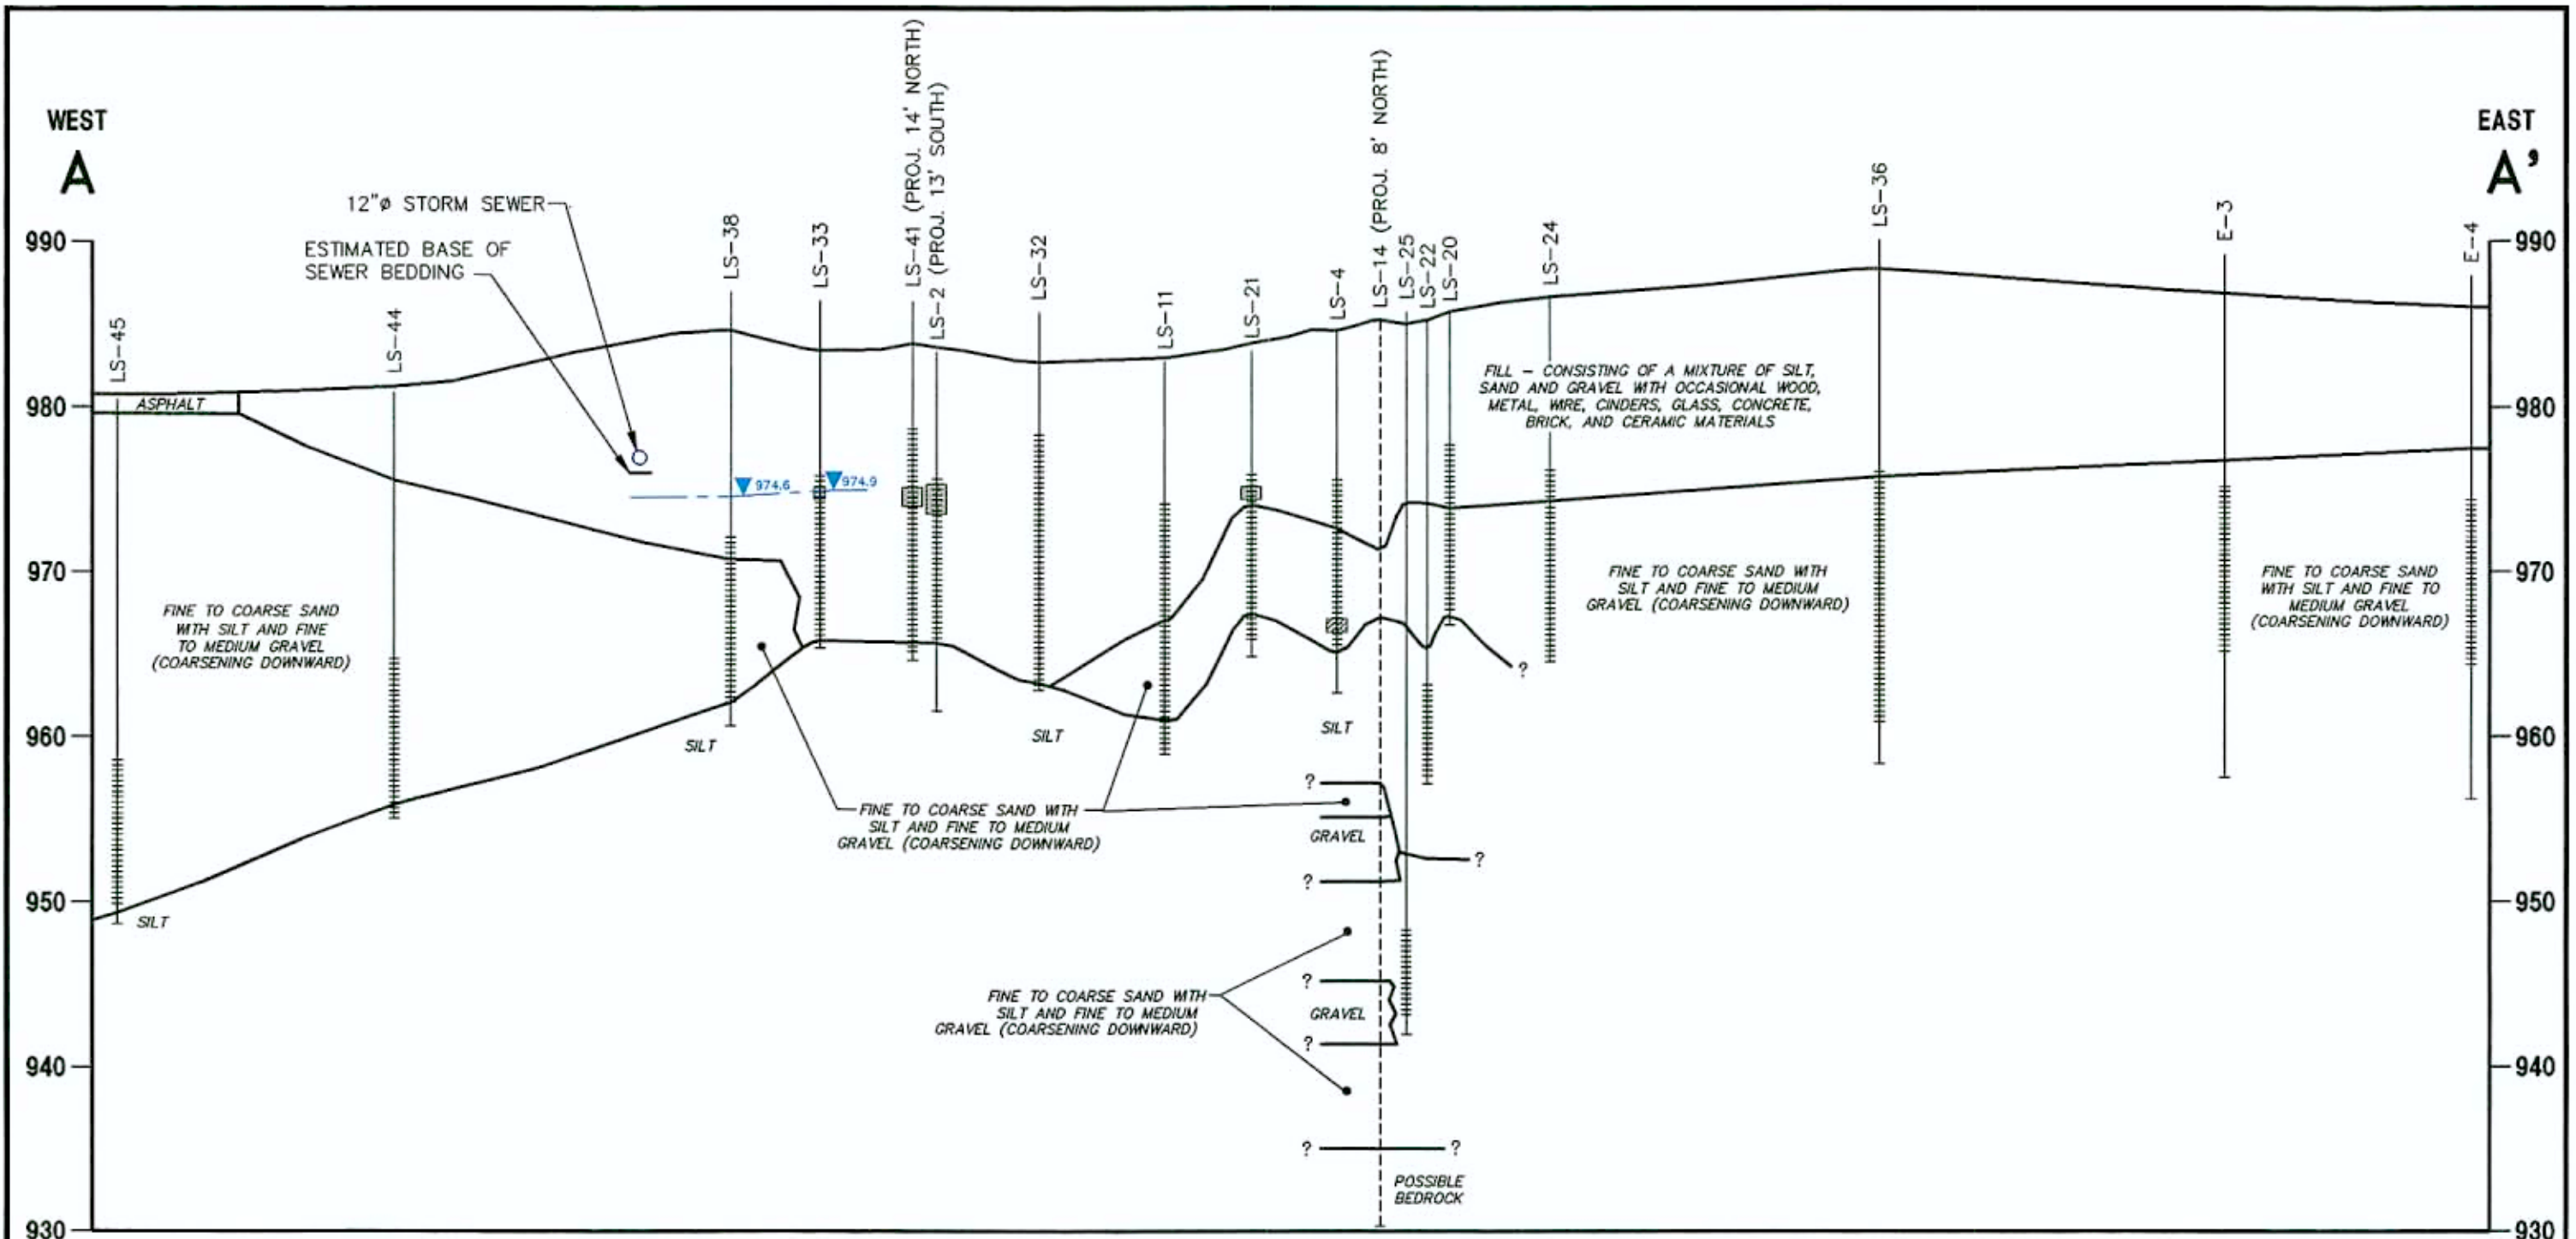 WEST
EAST
A
A'
12"ø STORM SEWER
ESTIMATED BASE OF
SEWER BEDDING
LS-45
LS-44
LS-38
LS-33
LS-41 (PROJ. 14' NORTH)
LS-2 (PROJ. 13' SOUTH)
LS-32
LS-11
LS-21
LS-4
LS-14 (PROJ. 8' NORTH)
LS-25
LS-22
LS-20
LS-24
LS-36
E-3
E-4
990
990
980
980
970
970
960
960
950
950
940
940
930
930
ASPHALT
974.6
974.9
FILL - CONSISTING OF A MIXTURE OF SILT,
SAND AND GRAVEL WITH OCCASIONAL WOOD,
METAL, WIRE, CINDERS, GLASS, CONCRETE,
BRICK, AND CERAMIC MATERIALS
FINE TO COARSE SAND
WITH SILT AND FINE
TO MEDIUM GRAVEL
(COARSENING DOWNWARD)
FINE TO COARSE SAND WITH
SILT AND FINE TO MEDIUM
GRAVEL (COARSENING DOWNWARD)
FINE TO COARSE SAND
WITH SILT AND FINE TO
MEDIUM GRAVEL
(COARSENING DOWNWARD)
?
SILT
SILT
SILT
SILT
?
FINE TO COARSE SAND WITH
SILT AND FINE TO MEDIUM
GRAVEL (COARSENING DOWNWARD)
GRAVEL
?
?
FINE TO COARSE SAND WITH
SILT AND FINE TO MEDIUM
GRAVEL (COARSENING DOWNWARD)
?
GRAVEL
?
?
?
POSSIBLE
BEDROCK